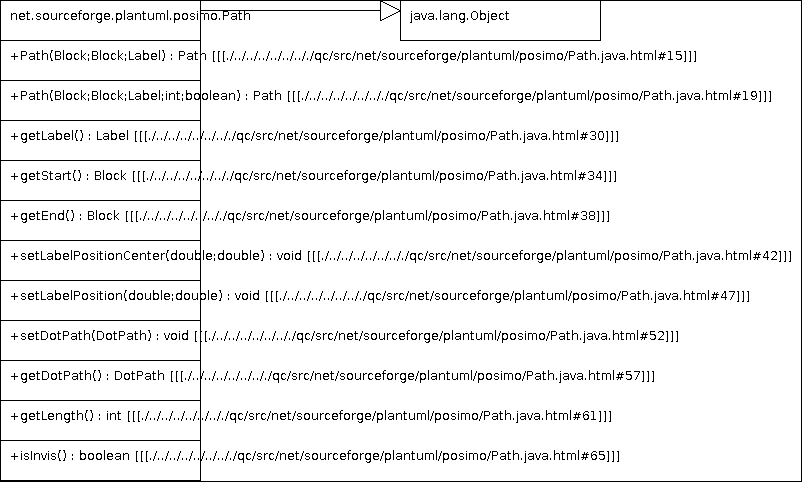 net.sourceforge.plantuml.posimo.Path
java.lang.Object
+Path(Block;Block;Label) : Path [[[./../../../../../../../qc/src/net/sourceforge/plantuml/posimo/Path.java.html#15]]]
+Path(Block;Block;Label;int;boolean) : Path [[[./../../../../../../../qc/src/net/sourceforge/plantuml/posimo/Path.java.html#19]]]
+getLabel() : Label [[[./../../../../../../../qc/src/net/sourceforge/plantuml/posimo/Path.java.html#30]]]
+getStart() : Block [[[./../../../../../../../qc/src/net/sourceforge/plantuml/posimo/Path.java.html#34]]]
+getEnd() : Block [[[./../../../../../../../qc/src/net/sourceforge/plantuml/posimo/Path.java.html#38]]]
+setLabelPositionCenter(double;double) : void [[[./../../../../../../../qc/src/net/sourceforge/plantuml/posimo/Path.java.html#42]]]
+setLabelPosition(double;double) : void [[[./../../../../../../../qc/src/net/sourceforge/plantuml/posimo/Path.java.html#47]]]
+setDotPath(DotPath) : void [[[./../../../../../../../qc/src/net/sourceforge/plantuml/posimo/Path.java.html#52]]]
+getDotPath() : DotPath [[[./../../../../../../../qc/src/net/sourceforge/plantuml/posimo/Path.java.html#57]]]
+getLength() : int [[[./../../../../../../../qc/src/net/sourceforge/plantuml/posimo/Path.java.html#61]]]
+isInvis() : boolean [[[./../../../../../../../qc/src/net/sourceforge/plantuml/posimo/Path.java.html#65]]]